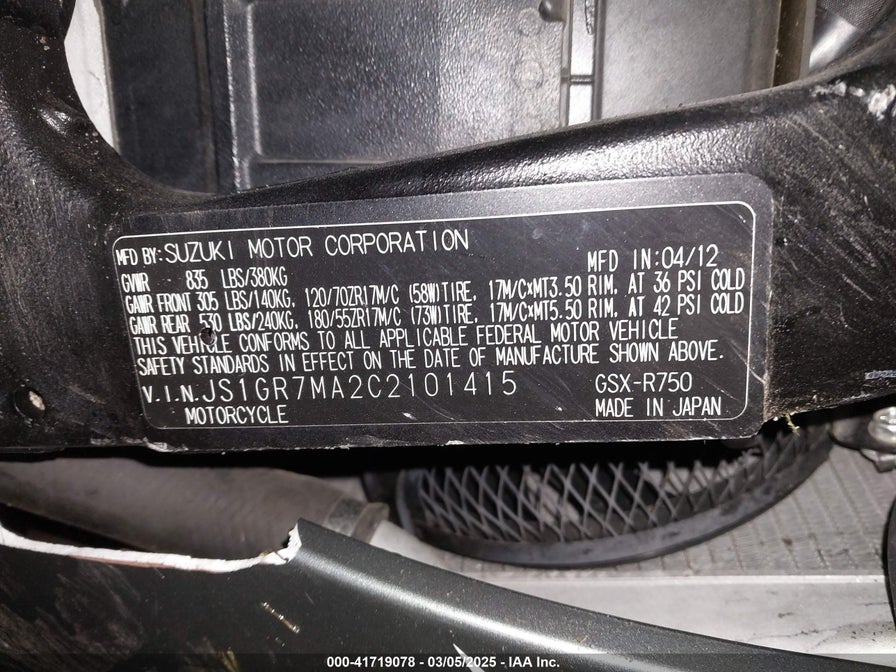 MFD BY: SUZUKI MOTOR CORPORATION
MFD IN: 04/12
GVWR 835 LBS/380KG
GAWR FRONT 305 LBS/140KG, 120/70ZR17M/C (58W)TIRE, 17M/C×MT3.50 RIM, AT 36 PSI COLD
GAWR REAR 530 LBS/240KG, 180/55ZR17M/C (73W)TIRE, 17M/C×MT5.50 RIM, AT 42 PSI COLD
THIS VEHICLE CONFORMS TO ALL APPLICABLE FEDERAL MOTOR VEHICLE
SAFETY STANDARDS IN EFFECT ON THE DATE OF MANUFACTURE SHOWN ABOVE.
V.I.N. JS1GR7MA2C2101415 GSX-R750
MOTORCYCLE MADE IN JAPAN
000-41719078 - 03/05/2025 - IAA Inc.